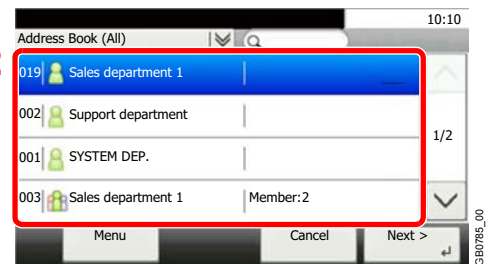 10:10
Address Book (All)
019 Sales department 1
002 Support department
001 SYSTEM DEP.
1/2
003 Sales department 1 Member:2
Menu Cancel Next >
GB0785_00